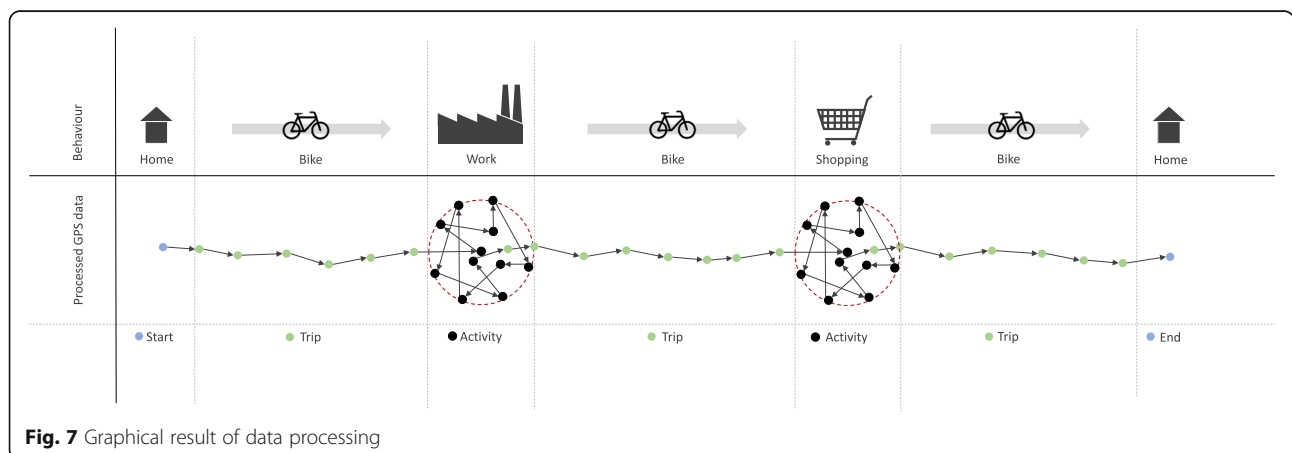 Behaviour
Home
Bike
Work
Bike
Shopping
Bike
Home
Processed GPS data
Start
Trip
Activity
Trip
Activity
Trip
End
Fig. 7 Graphical result of data processing